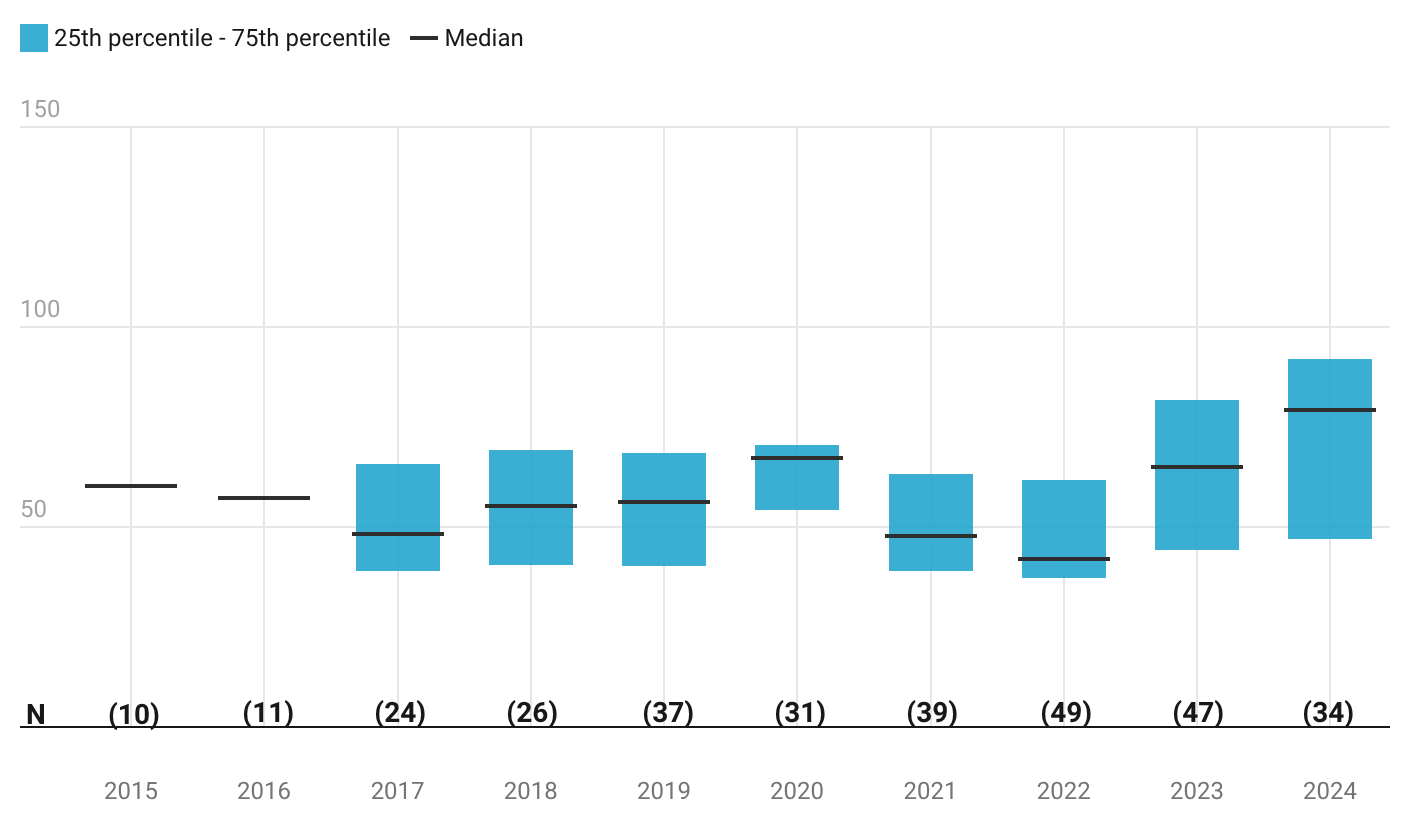 25th percentile - 75th percentile Median
150
100
50
N (10) (11) (24) (26) (37) (31) (39) (49) (47) (34)
2015 2016 2017 2018 2019 2020 2021 2022 2023 2024